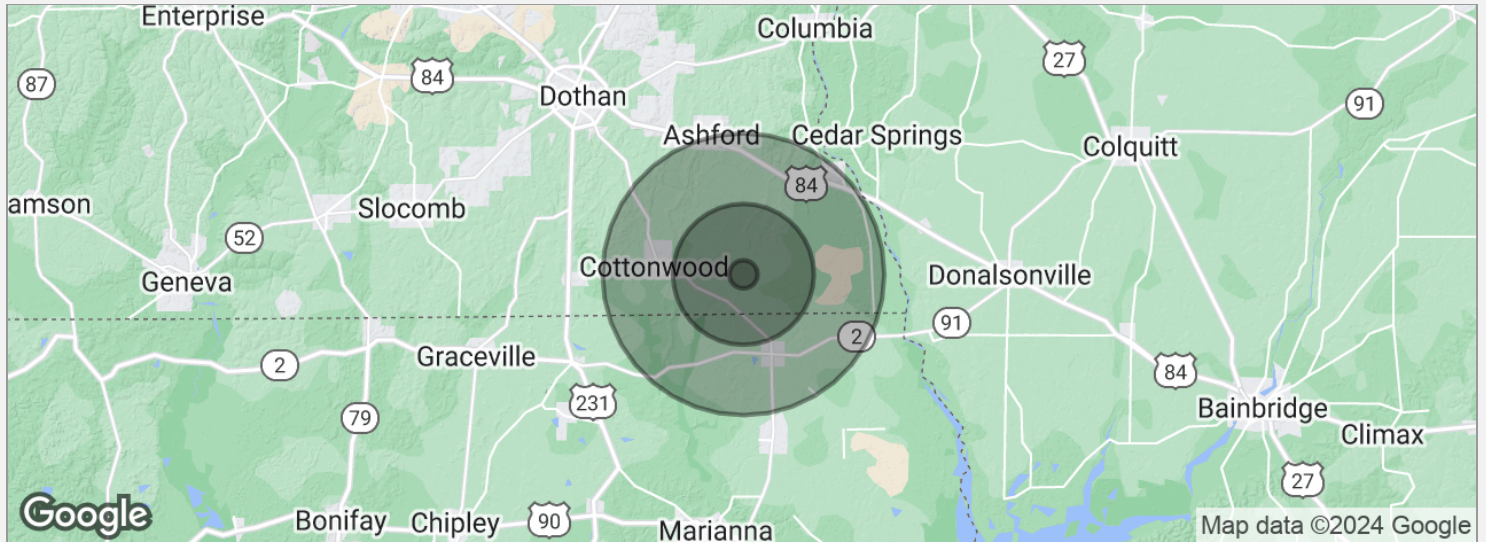 Enterprise
Columbia
87
84
27
Dothan
91
Ashford
Cedar Springs
Colquitt
84
amson
Slocomb
52
Cottonwood
Donalsonville
Geneva
91
2
Graceville
2
84
231
79
Bainbridge
Climax
27
Google
Bonifay
Chipley
90
Marianna
Map data ©2024 Google